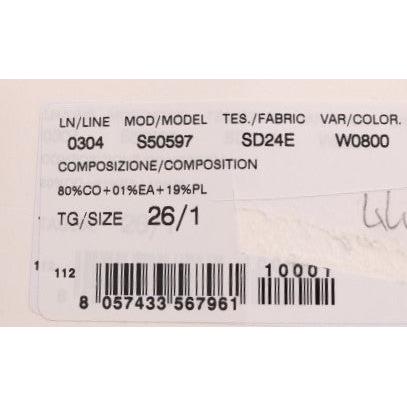 LN/LINE MOD/MODEL TES./FABRIC VAR/COLOR.
0304 S50597 SD24E W0800
COMPOSIZIONE/COMPOSITION
80%CO+01%EA+19%PL
TG/SIZE 26/1
112
10001
8 057433 567961